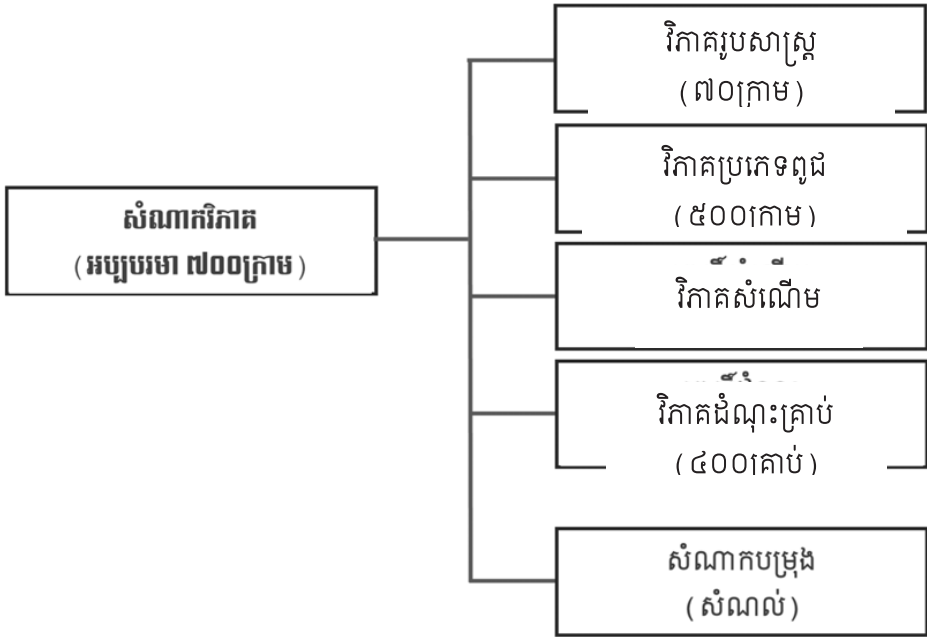 សំណាកវិភាគ
(អប្បបរមា ៧០០ក្រាម)
វិភាគរូបសាស្ត្រ
(៧០ក្រាម)
វិភាគប្រភេទពូជ
(៥០០ក្រាម)
វិភាគសំណើម
វិភាគដំណុះគ្រាប់
(៤០០គ្រាប់)
សំណាកបម្រុង
(សំណល់)